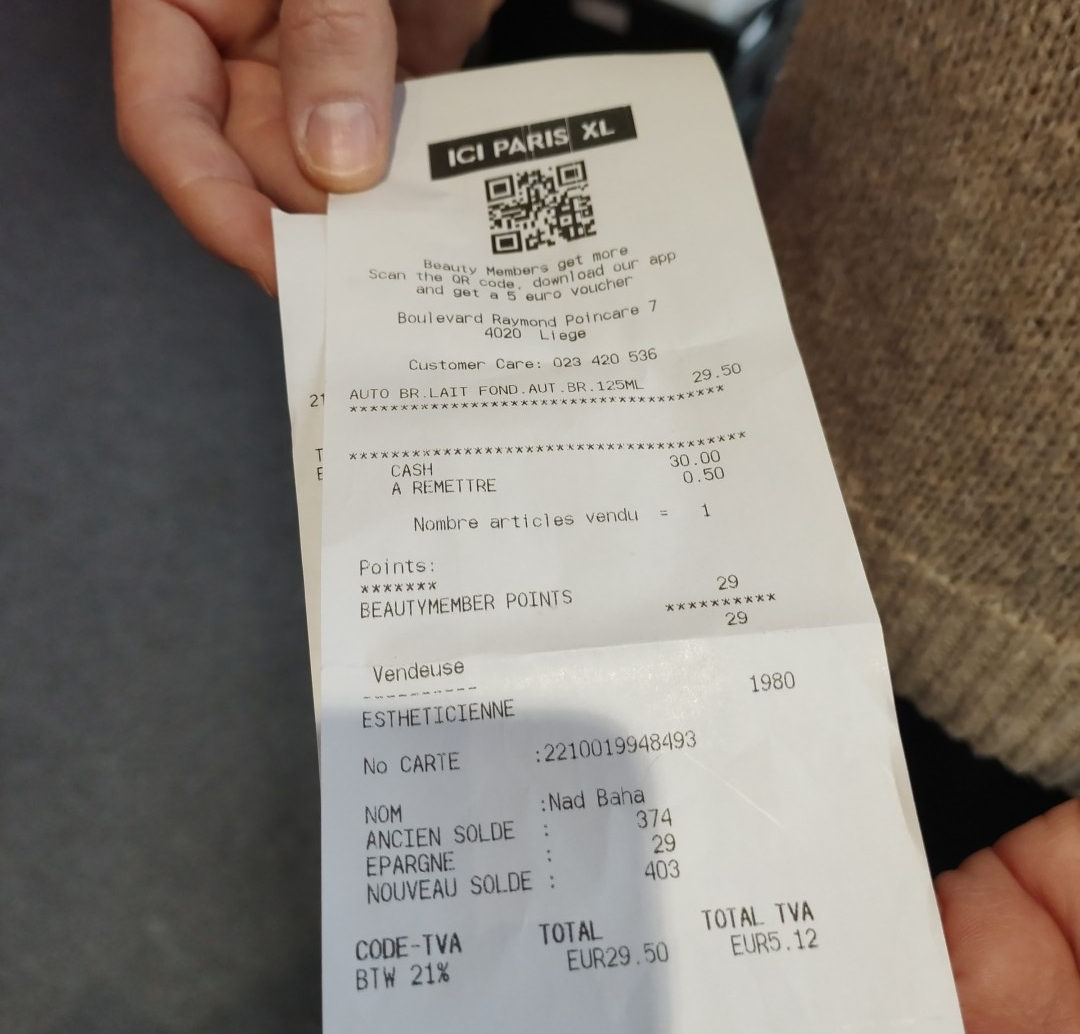 ICI PARIS XL
Beauty Members get more
Scan the QR code, download our app
and get a 5 euro voucher
Boulevard Raymond Poincare 7
4020 Liege
Customer Care: 023 420 536
AUTO BR.LAIT FOND.AUT.BR.125ML 29.50
************************************
************************************
CASH 30.00
A REMETTRE 0.50
Nombre articles vendu = 1
Points:
*******
BEAUTYMEMBER POINTS 29
**********
29
Vendeuse
----------
ESTHETICIENNE 1980
No CARTE :2210019948493
NOM :Nad Baha
ANCIEN SOLDE : 374
EPARGNE : 29
NOUVEAU SOLDE : 403
CODE-TVA TOTAL TOTAL TVA
BTW 21% EUR29.50 EUR5.12
21
T
E